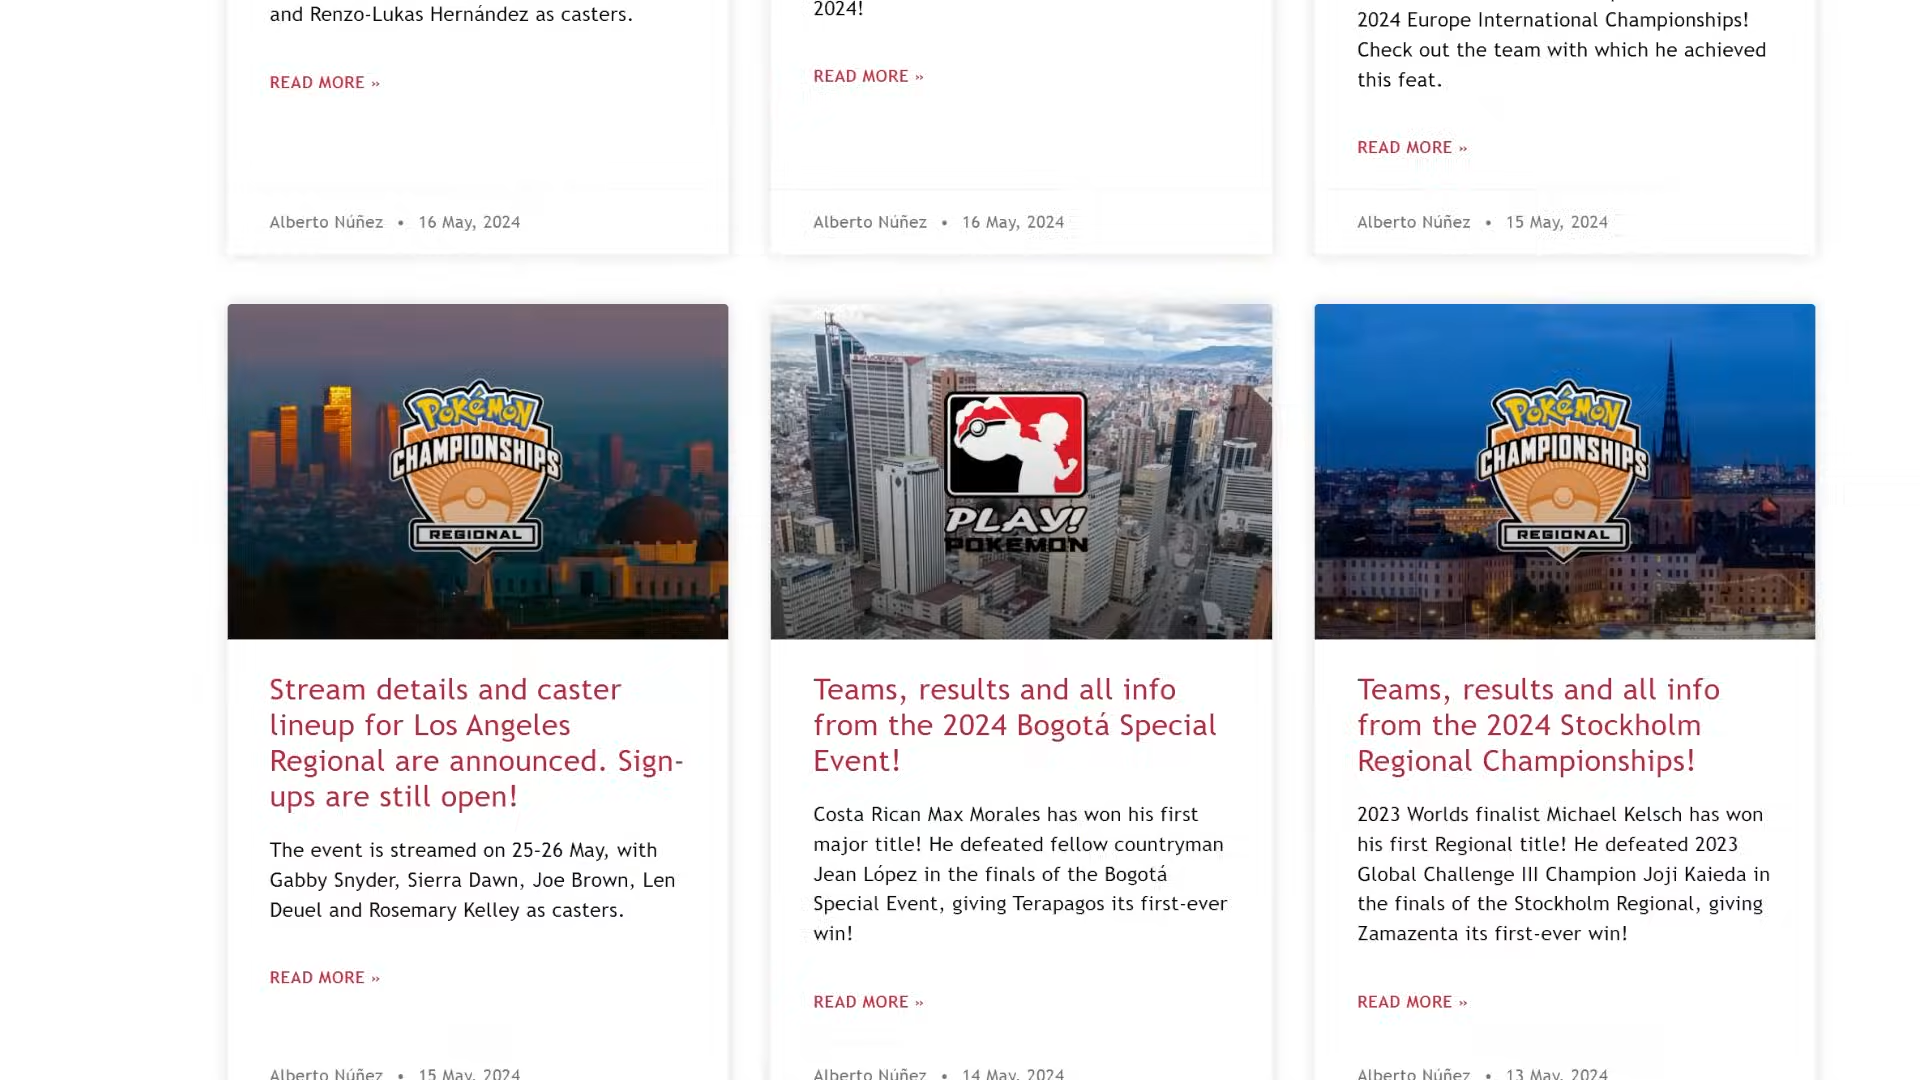 and Renzo-Lukas Hernández as casters.
READ MORE »
Alberto Núñez • 16 May, 2024
2024!
READ MORE »
Alberto Núñez • 16 May, 2024
2024 Europe International Championships!
Check out the team with which he achieved
this feat.
READ MORE »
Alberto Núñez • 15 May, 2024
POKéMON
CHAMPIONSHIPS
REGIONAL
Stream details and caster
lineup for Los Angeles
Regional are announced. Sign-
ups are still open!
The event is streamed on 25-26 May, with
Gabby Snyder, Sierra Dawn, Joe Brown, Len
Deuel and Rosemary Kelley as casters.
READ MORE »
Alberto Núñez • 15 May, 2024
PLAY!
POKÉMON
Teams, results and all info
from the 2024 Bogotá Special
Event!
Costa Rican Max Morales has won his first
major title! He defeated fellow countryman
Jean López in the finals of the Bogotá
Special Event, giving Terapagos its first-ever
win!
READ MORE »
Alberto Núñez • 14 May, 2024
POKéMON
CHAMPIONSHIPS
REGIONAL
Teams, results and all info
from the 2024 Stockholm
Regional Championships!
2023 Worlds finalist Michael Kelsch has won
his first Regional title! He defeated 2023
Global Challenge III Champion Joji Kaieda in
the finals of the Stockholm Regional, giving
Zamazenta its first-ever win!
READ MORE »
Alberto Núñez • 13 May, 2024